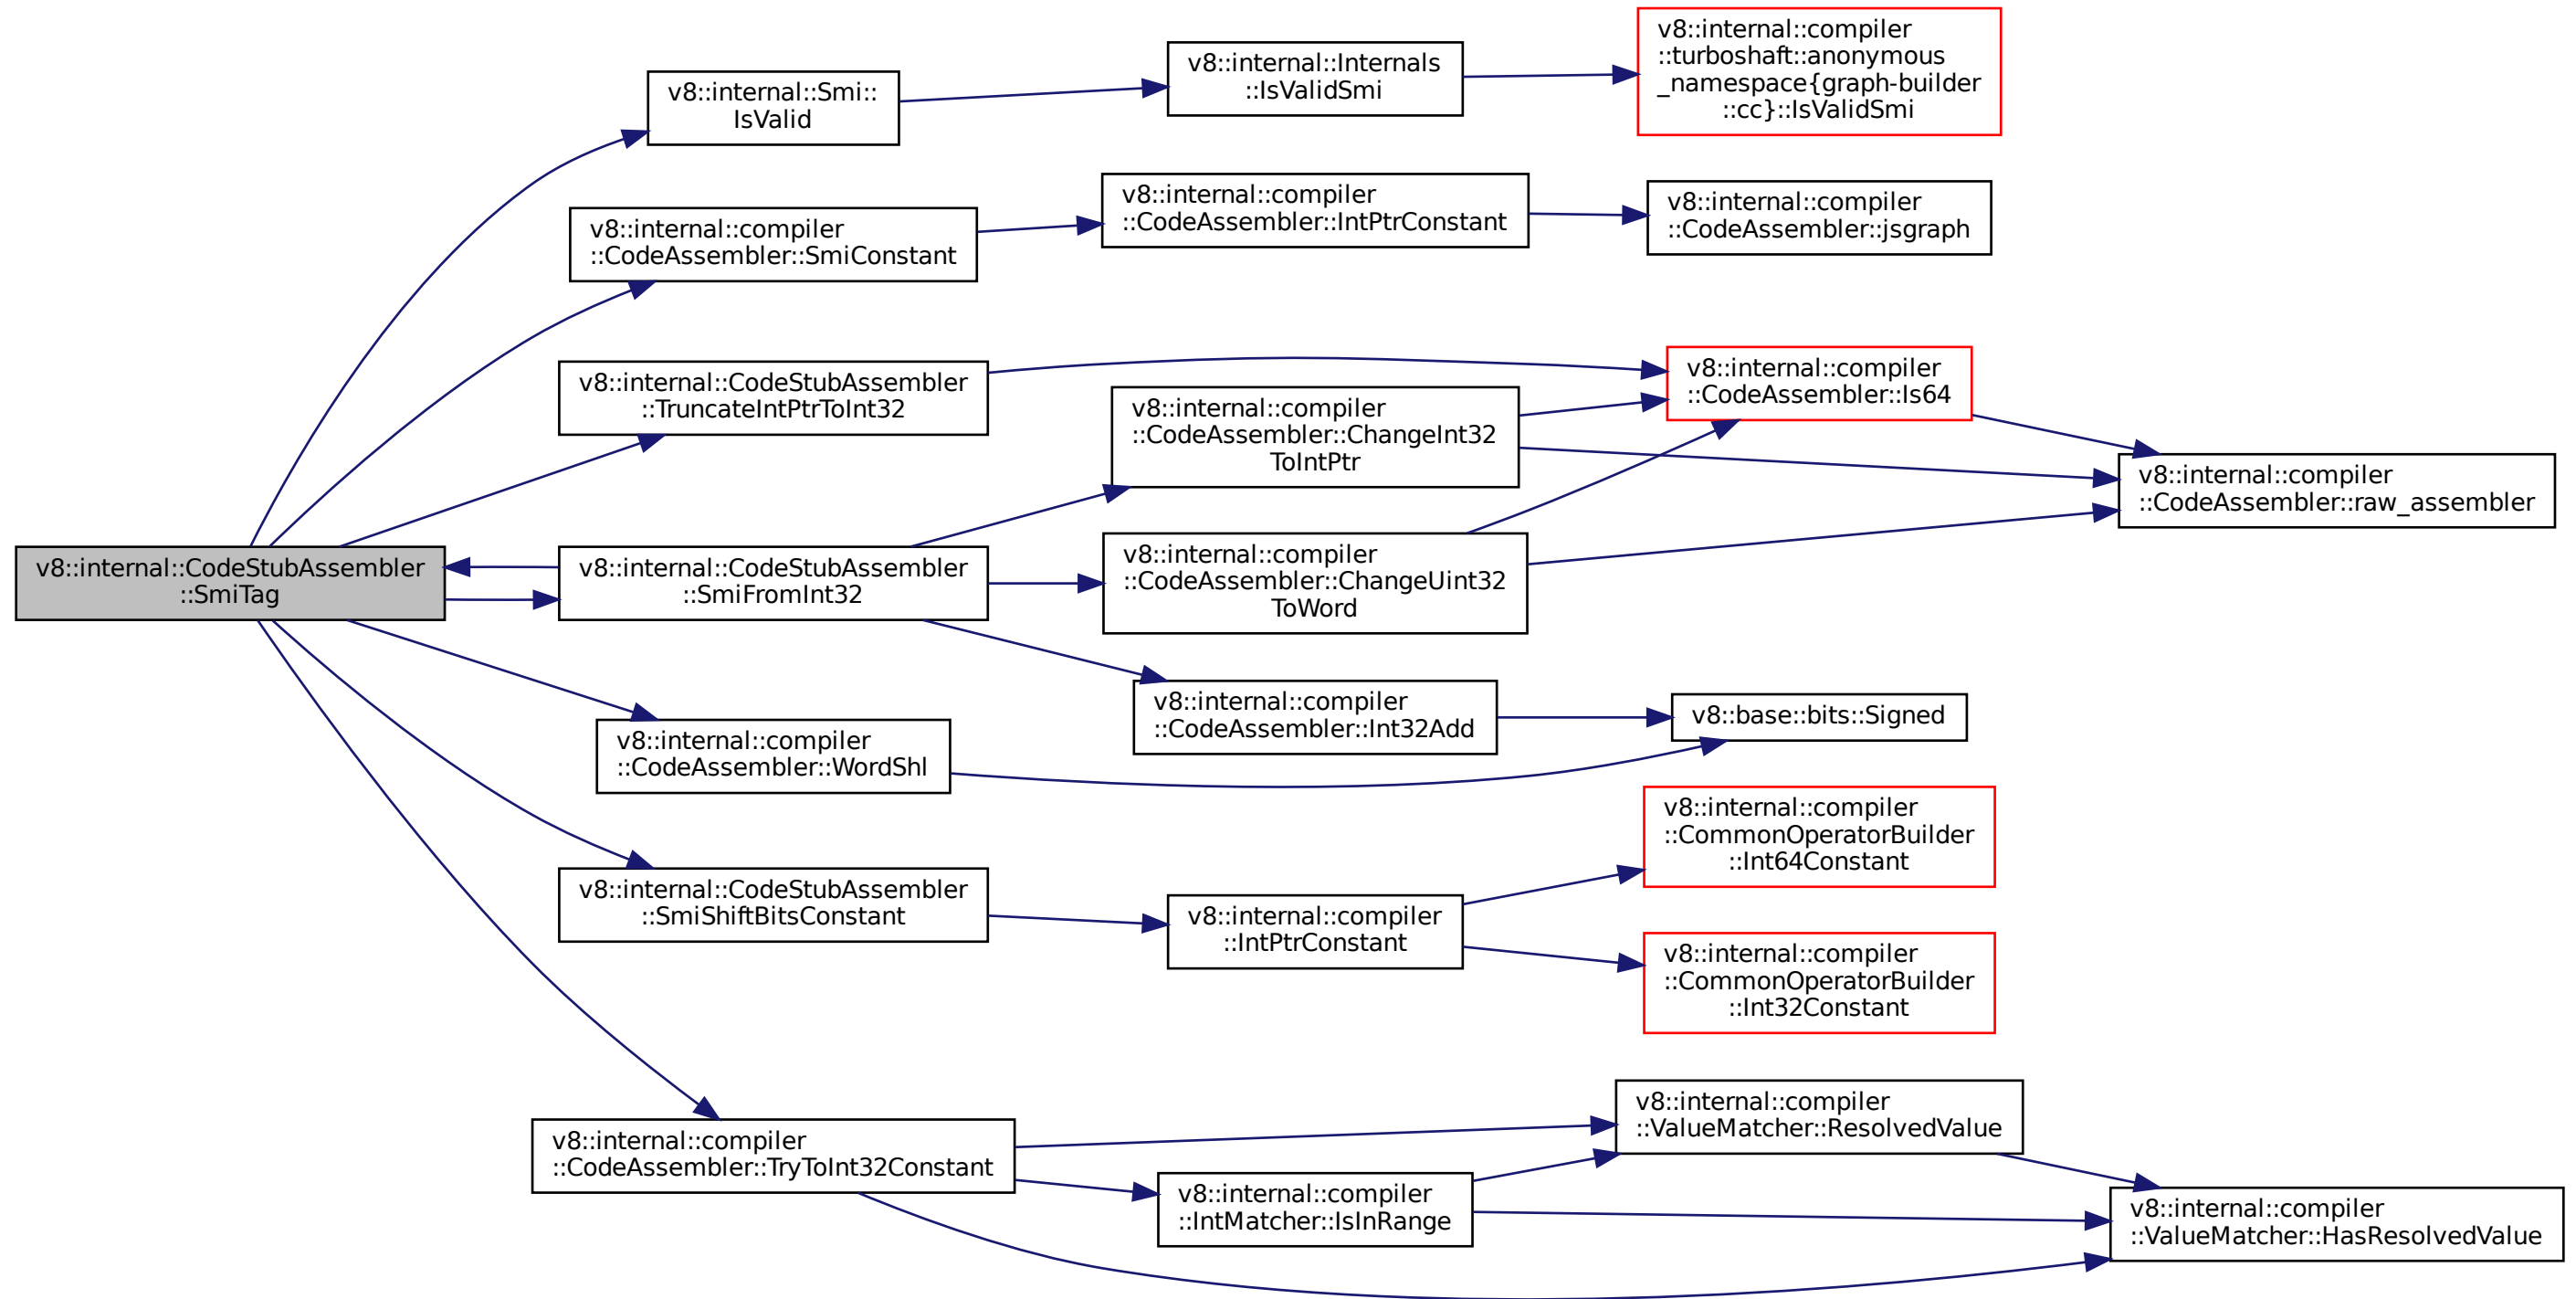 v8::internal::CodeStubAssembler
::SmiTag
v8::internal::Smi::
IsValid
v8::internal::Internals
::IsValidSmi
v8::internal::compiler
::turboshaft::anonymous
_namespace{graph-builder
::cc}::IsValidSmi
v8::internal::compiler
::CodeAssembler::SmiConstant
v8::internal::compiler
::CodeAssembler::IntPtrConstant
v8::internal::compiler
::CodeAssembler::jsgraph
v8::internal::CodeStubAssembler
::TruncateIntPtrToInt32
v8::internal::compiler
::CodeAssembler::Is64
v8::internal::compiler
::CodeAssembler::raw_assembler
v8::internal::CodeStubAssembler
::SmiFromInt32
v8::internal::compiler
::CodeAssembler::ChangeInt32
ToIntPtr
v8::internal::compiler
::CodeAssembler::ChangeUint32
ToWord
v8::internal::compiler
::CodeAssembler::Int32Add
v8::base::bits::Signed
v8::internal::compiler
::CodeAssembler::WordShl
v8::internal::CodeStubAssembler
::SmiShiftBitsConstant
v8::internal::compiler
::IntPtrConstant
v8::internal::compiler
::CommonOperatorBuilder
::Int64Constant
v8::internal::compiler
::CommonOperatorBuilder
::Int32Constant
v8::internal::compiler
::CodeAssembler::TryToInt32Constant
v8::internal::compiler
::IntMatcher::IsInRange
v8::internal::compiler
::ValueMatcher::ResolvedValue
v8::internal::compiler
::ValueMatcher::HasResolvedValue